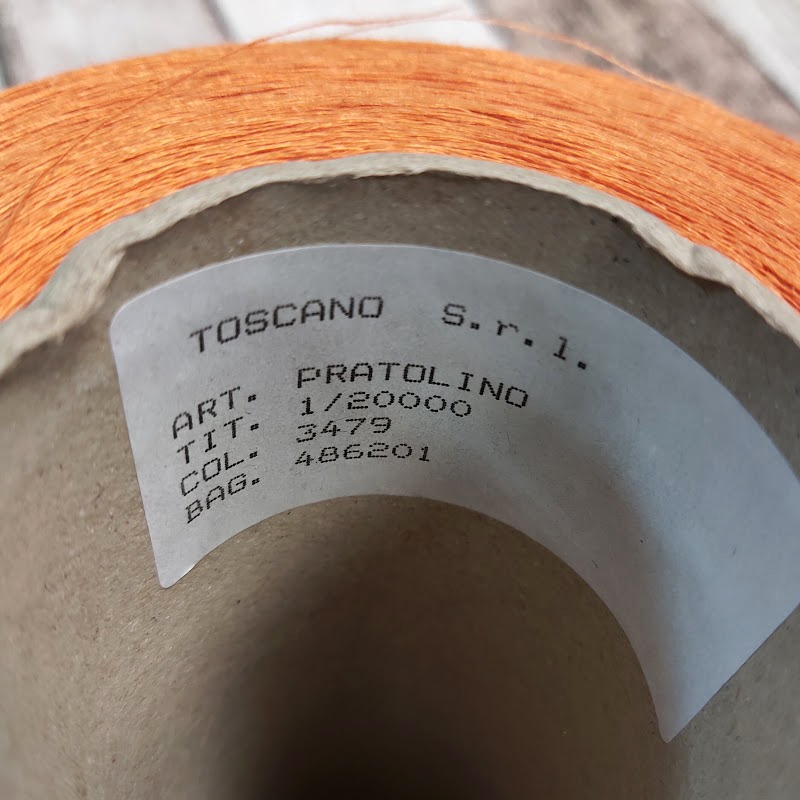 TOSCANO S.r.l.
ART. PRATOLINO
TIT. 1/20000
COL. 3479
BAG. 486201